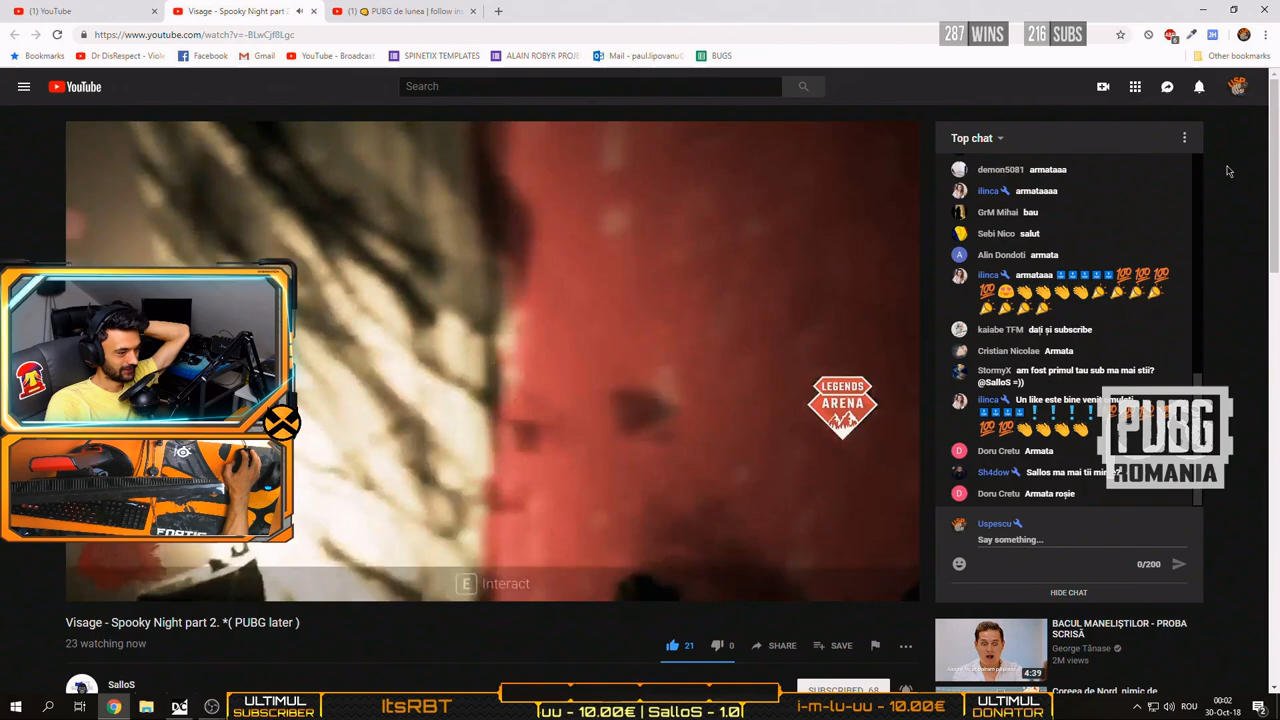 (1) YouTube
Visage - Spooky Night part 2
(1) PUBG de lunea | follow ins
https://www.youtube.com/watch?v=-BLwCjf8Lgc
287 WINS
216 SUBS
Bookmarks
Dr DisRespect - Viole
Facebook
Gmail
YouTube - Broadcast
SPINETIX TEMPLATES
ALAIN ROBYR PROJE
Mail - paul.lipovanu
BUGS
Other bookmarks
YouTube
Search
Top chat
demon5081 armataaa
ilinca armataaaa
GrM Mihai bau
Sebi Nico salut
Alin Dondoti armata
ilinca armataaa
kaiabe TFM dați și subscribe
Cristian Nicolae Armata
StormyX am fost primul tau sub ma mai stii?
@SalloS =))
ilinca Un like este bine venit
Doru Cretu Armata
Sh4dow Sallos ma mai tii
Doru Cretu Armata roșie
Uspescu
Say something...
0/200
HIDE CHAT
LEGENDS
ARENA
PUBG
ROMANIA
E Interact
Visage - Spooky Night part 2. *( PUBG later )
23 watching now
21
0
SHARE
SAVE
SalloS
SUBSCRIBED 68
BACUL MANELIȘTILOR - PROBA
SCRISĂ
George Tănase
2M views
4:39
Coreea de Nord, nimic de
ULTIMUL
SUBSCRIBER
ItsRBT
uu - 10.00€ | SalloS - 1.0
i-m-lu-uu - 10.00€
ULTIMUL
DONATOR
ROU
00:02
30-Oct-18
2